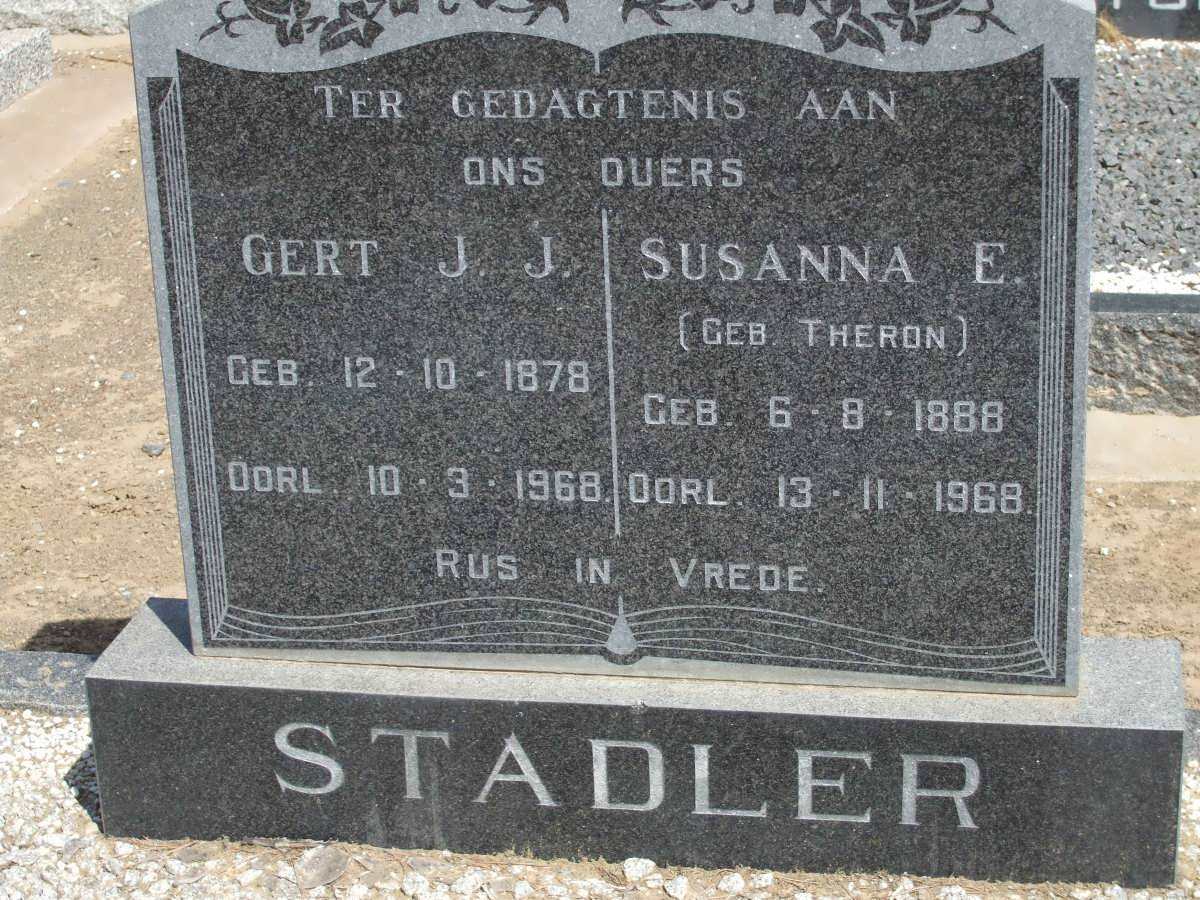 TER GEDAGTENIS AAN
ONS OUERS
GERT J. J.
GEB. 12-10-1878
OORL. 10-3-1968.
SUSANNA E.
(GEB. THERON)
GEB. 6-8-1888
OORL. 13-11-1968.
RUS IN VREDE.
STADLER